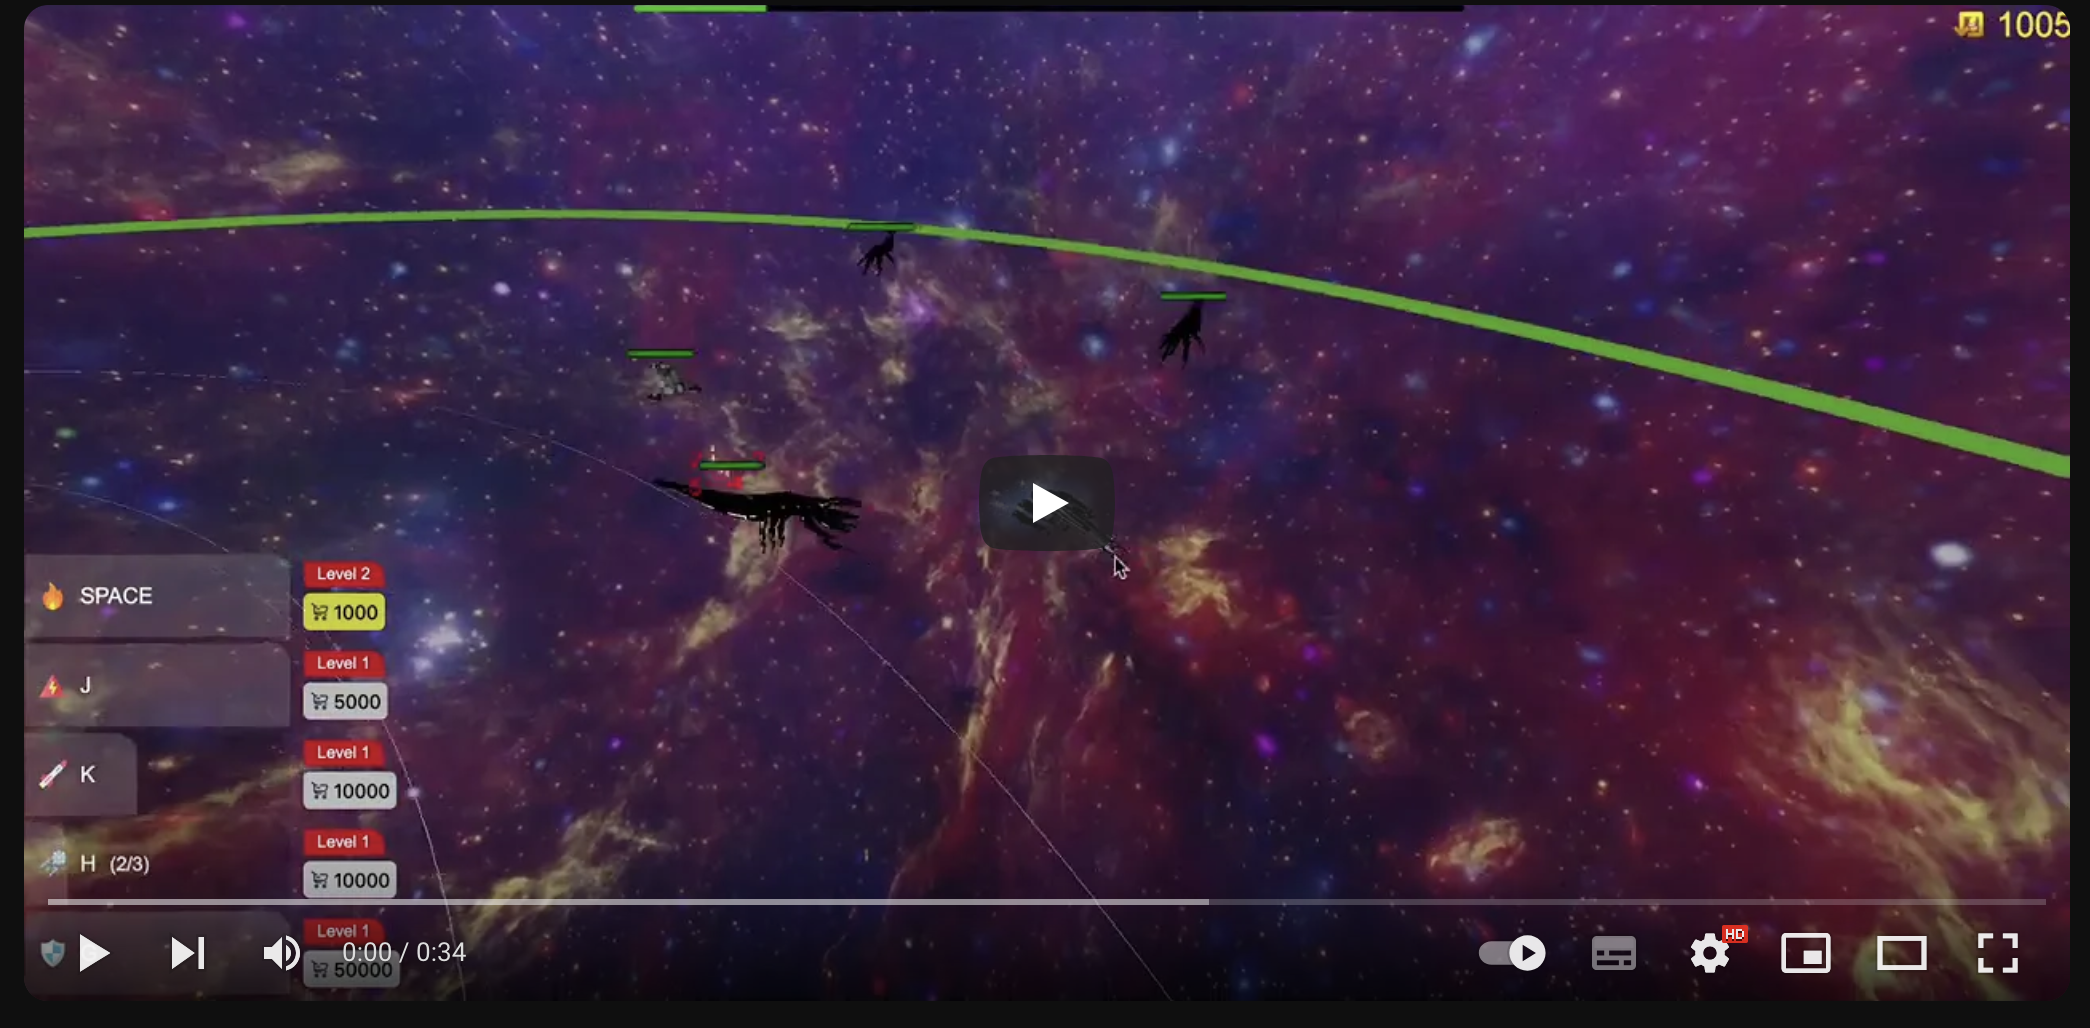 1005
SPACE
Level 2
1000
J
Level 1
5000
K
Level 1
10000
H (2/3)
Level 1
10000
Level 1
50000
0:00 / 0:34
HD